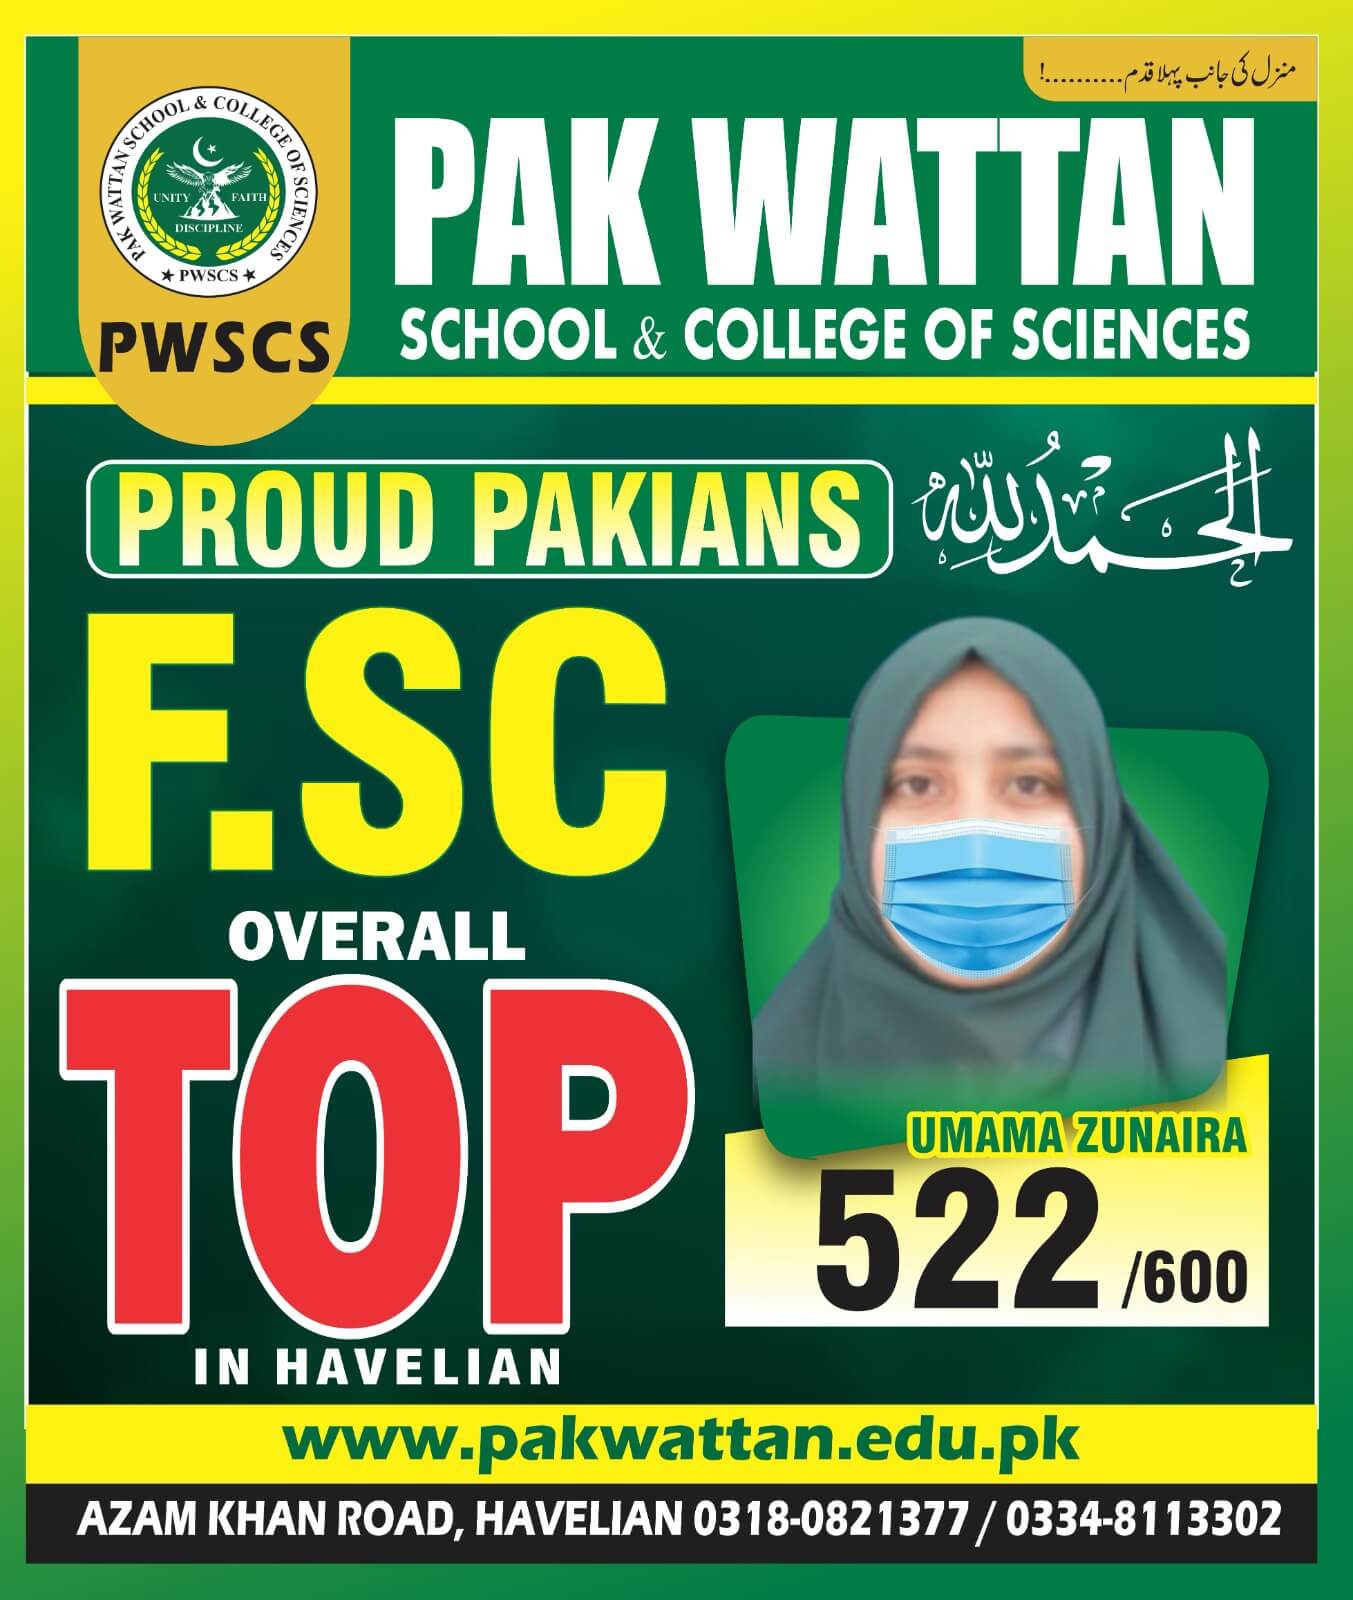 منزل کی جانب پہلا قدم..........!
PAK WATTAN SCHOOL & COLLEGE OF SCIENCES
UNITY FAITH
DISCIPLINE
★ PWSCS ★
PWSCS
PAK WATTAN
SCHOOL & COLLEGE OF SCIENCES
PROUD PAKIANS
الحمدُللّٰہ
F.SC
OVERALL
TOP
IN HAVELIAN
UMAMA ZUNAIRA
522/600
www.pakwattan.edu.pk
AZAM KHAN ROAD, HAVELIAN 0318-0821377 / 0334-8113302